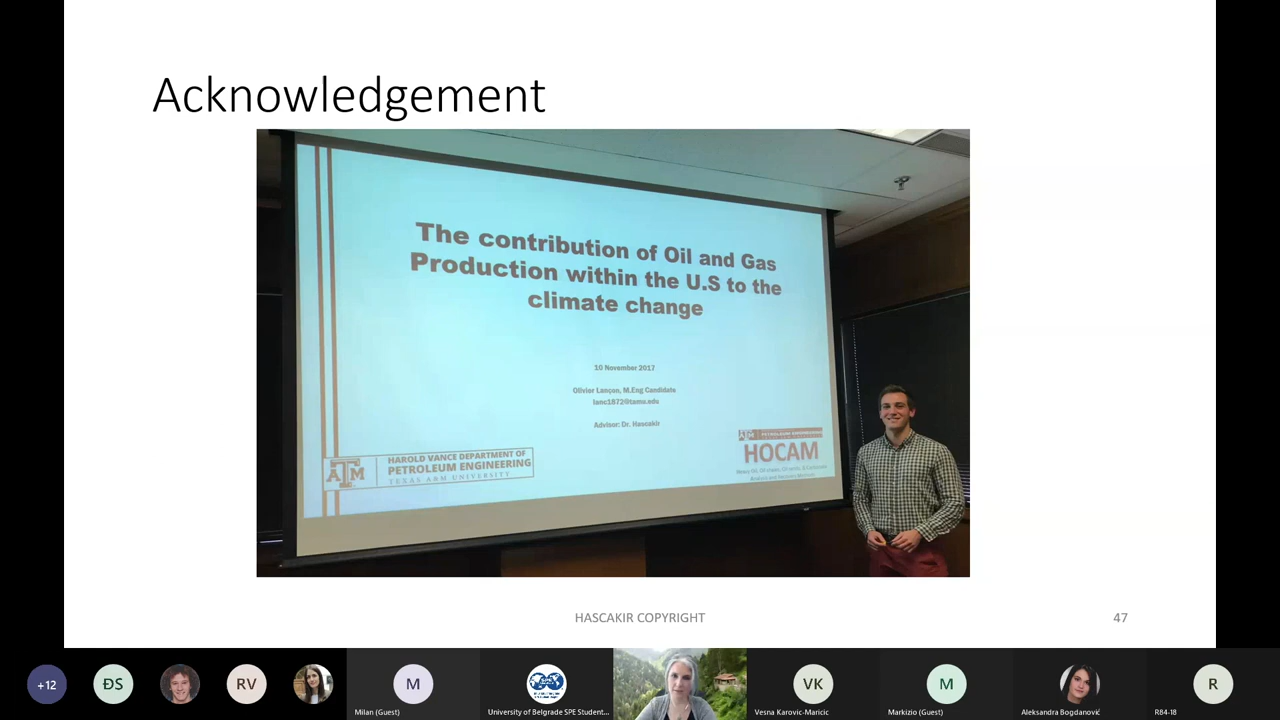 Acknowledgement
The contribution of Oil and Gas
Production within the U.S to the
climate change
10 November 2017
Olivier Lançon, M.Eng Candidate
lanc1872@tamu.edu
Advisor: Dr. Hascakir
A|M
HAROLD VANCE DEPARTMENT OF
PETROLEUM ENGINEERING
TEXAS A&M UNIVERSITY
A|M PETROLEUM ENGINEERING
HOCAM
HASCAKIR COPYRIGHT
47
+12
ĐS
RV
M
Milan (Guest)
University of Belgrade SPE Student...
VK
Vesna Karovic-Maricic
M
Markizio (Guest)
Aleksandra Bogdanović
R
R84-18